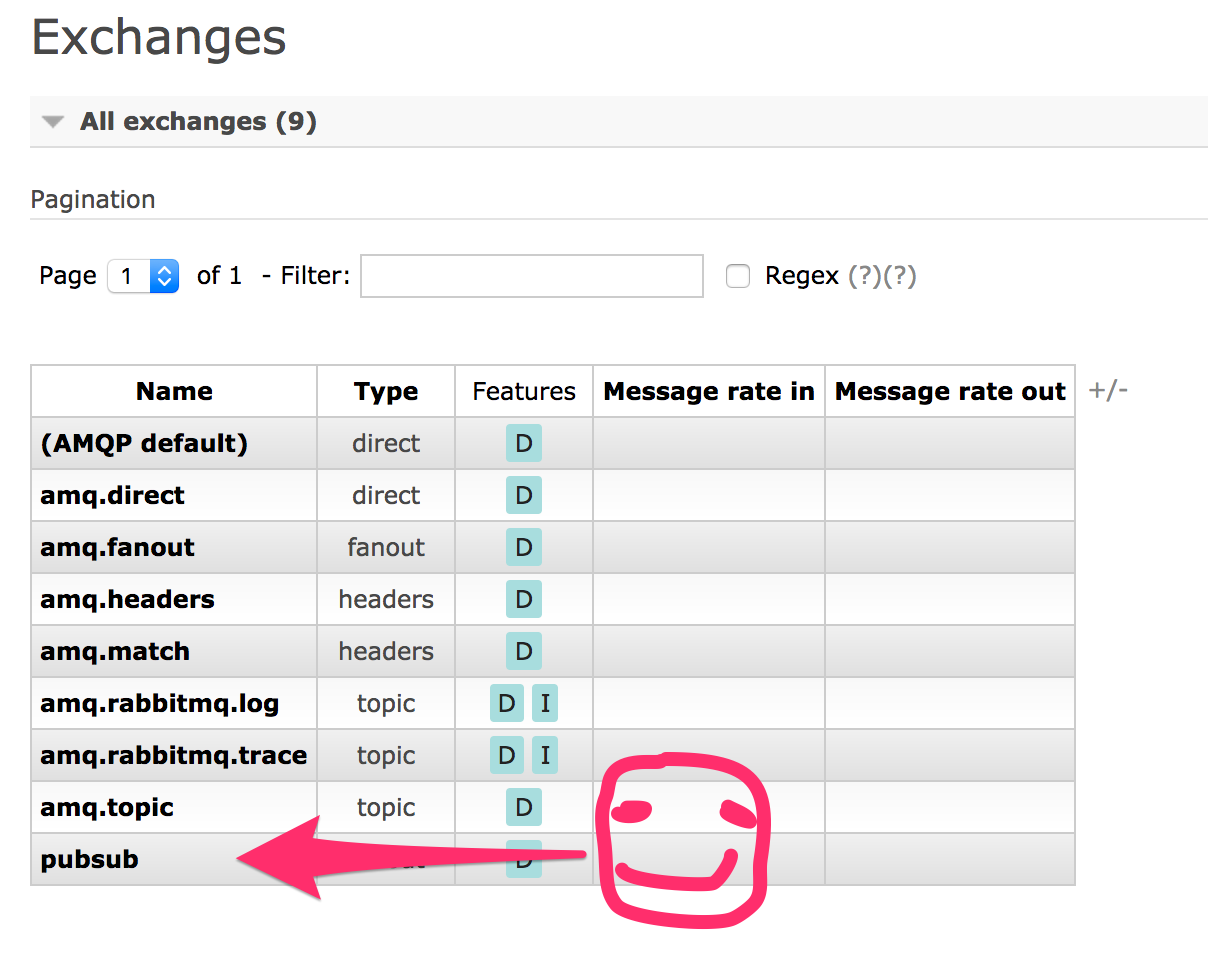 Exchanges
All exchanges (9)
Pagination
Page 1 of 1 - Filter: Regex (?)(?)
Name Type Features Message rate in Message rate out +/-
(AMQP default) direct D
amq.direct direct D
amq.fanout fanout D
amq.headers headers D
amq.match headers D
amq.rabbitmq.log topic D I
amq.rabbitmq.trace topic D I
amq.topic topic D
pubsub D